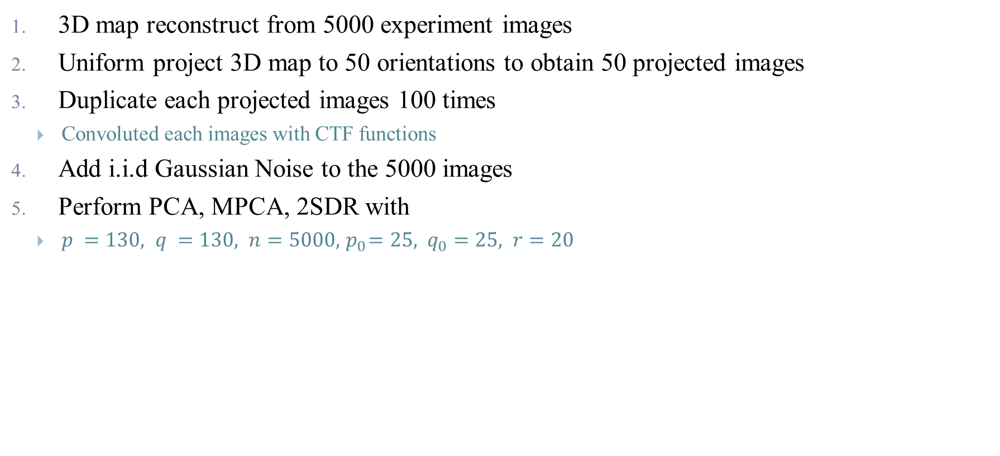 1. 3D map reconstruct from 5000 experiment images
2. Uniform project 3D map to 50 orientations to obtain 50 projected images
3. Duplicate each projected images 100 times
Convoluted each images with CTF functions
4. Add i.i.d Gaussian Noise to the 5000 images
5. Perform PCA, MPCA, 2SDR with
p = 130, q = 130, n = 5000, p₀ = 25, q₀ = 25, r = 20